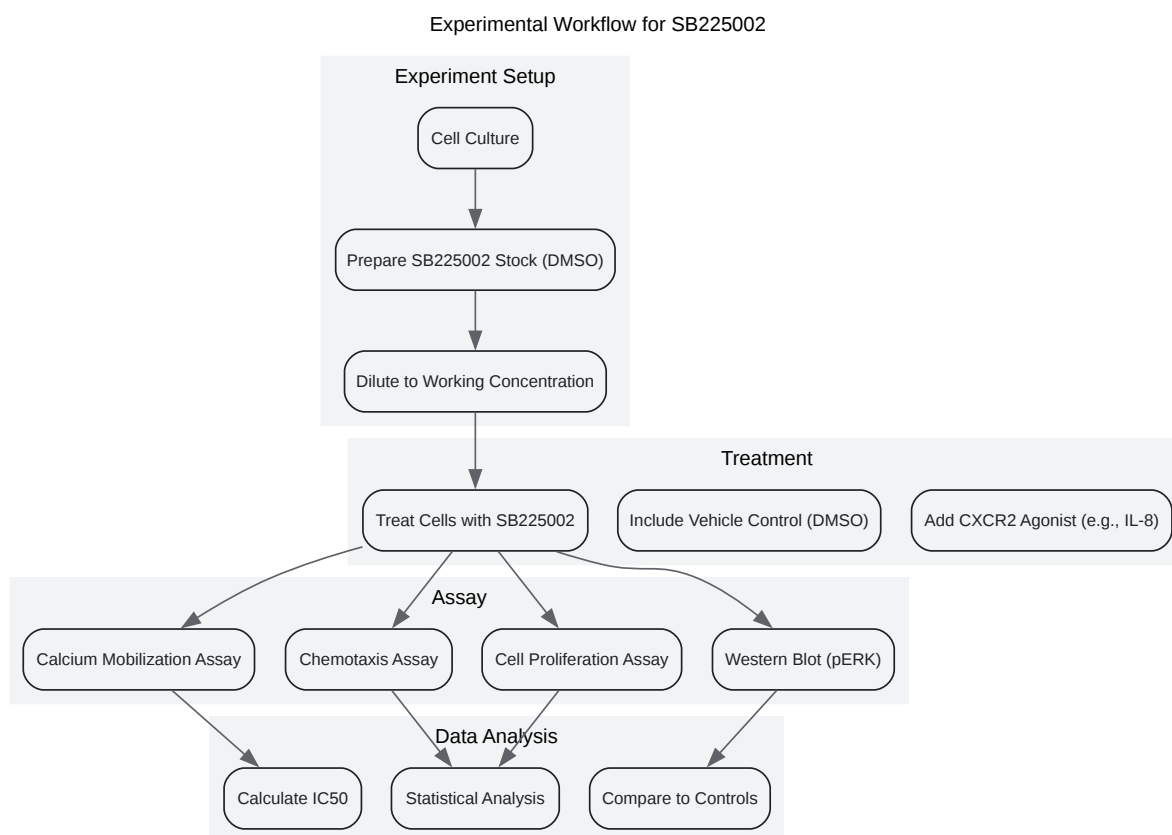 Experimental Workflow for SB225002
Experiment Setup
Cell Culture
Prepare SB225002 Stock (DMSO)
Dilute to Working Concentration
Treatment
Treat Cells with SB225002
Include Vehicle Control (DMSO)
Add CXCR2 Agonist (e.g., IL-8)
Assay
Calcium Mobilization Assay
Chemotaxis Assay
Cell Proliferation Assay
Western Blot (pERK)
Data Analysis
Calculate IC50
Statistical Analysis
Compare to Controls